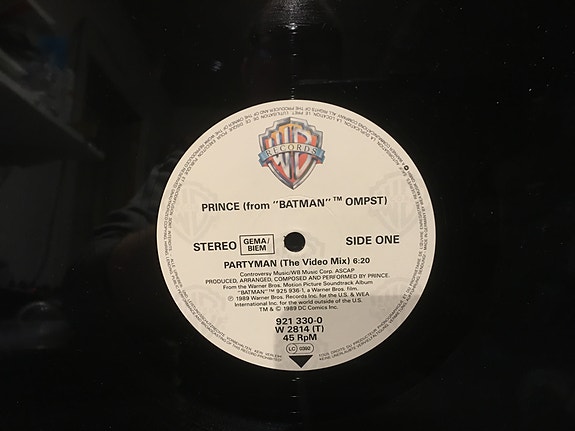 WB
RECORDS
PRINCE (from "BATMAN"™ OMPST)
STEREO GEMA/BIEM SIDE ONE
PARTYMAN (The Video Mix) 6:20
Controversy Music/WB Music Corp. ASCAP
PRODUCED, ARRANGED, COMPOSED AND PERFORMED BY PRINCE.
From the Warner Bros. Motion Picture Soundtrack Album
"BATMAN"™ 925 936-1, a Warner Bros. film.
℗ 1989 Warner Bros. Records Inc. for the U.S. & WEA
International Inc. for the world outside of the U.S.
TM & © 1989 DC Comics Inc.
921 330-0
W 2814 (T)
45 RpM
LC 0392